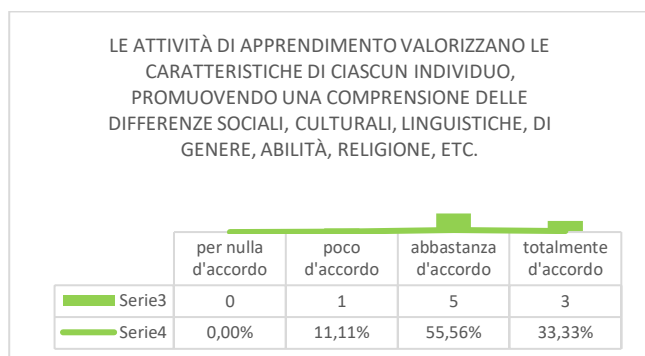 LE ATTIVITÀ DI APPRENDIMENTO VALORIZZANO LE
CARATTERISTICHE DI CIASCUN INDIVIDUO,
PROMUOVENDO UNA COMPRENSIONE DELLE
DIFFERENZE SOCIALI, CULTURALI, LINGUISTICHE, DI
GENERE, ABILITÀ, RELIGIONE, ETC.
per nulla d'accordo poco d'accordo abbastanza d'accordo totalmente d'accordo
Serie3 0 1 5 3
Serie4 0,00% 11,11% 55,56% 33,33%